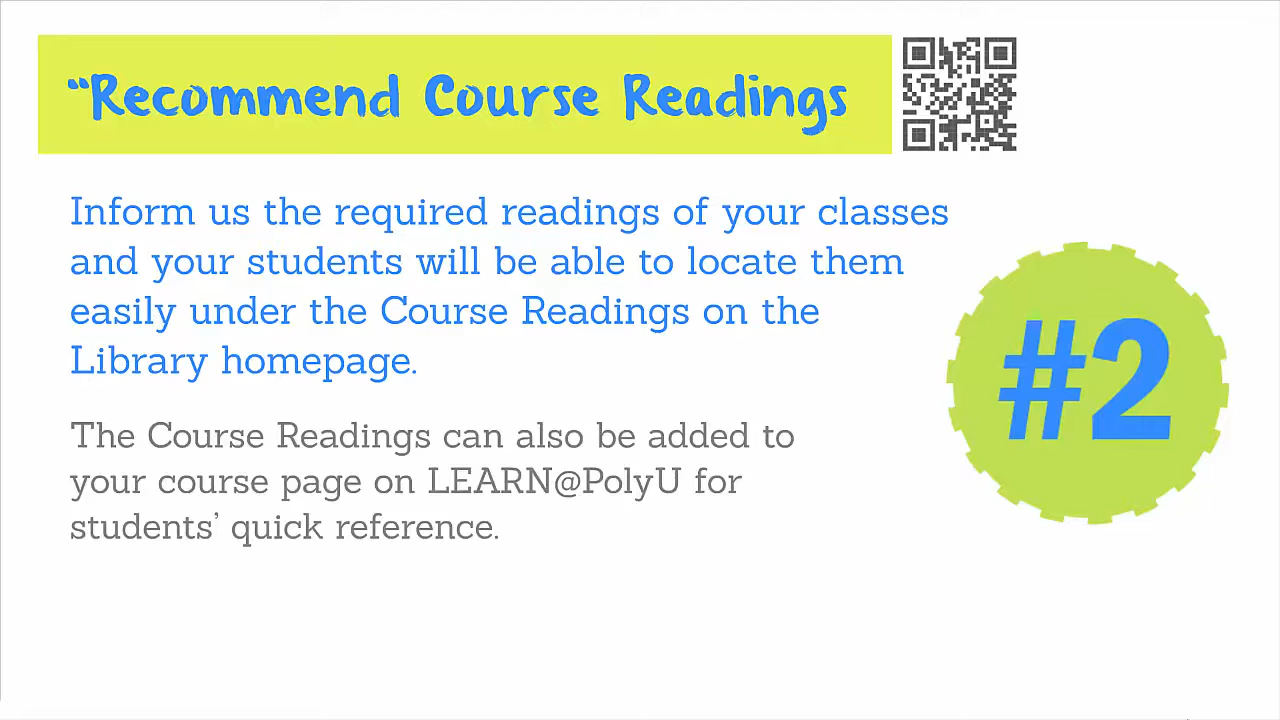 “Recommend Course Readings
Inform us the required readings of your classes
and your students will be able to locate them
easily under the Course Readings on the
Library homepage.
#2
The Course Readings can also be added to
your course page on LEARN@PolyU for
students’ quick reference.